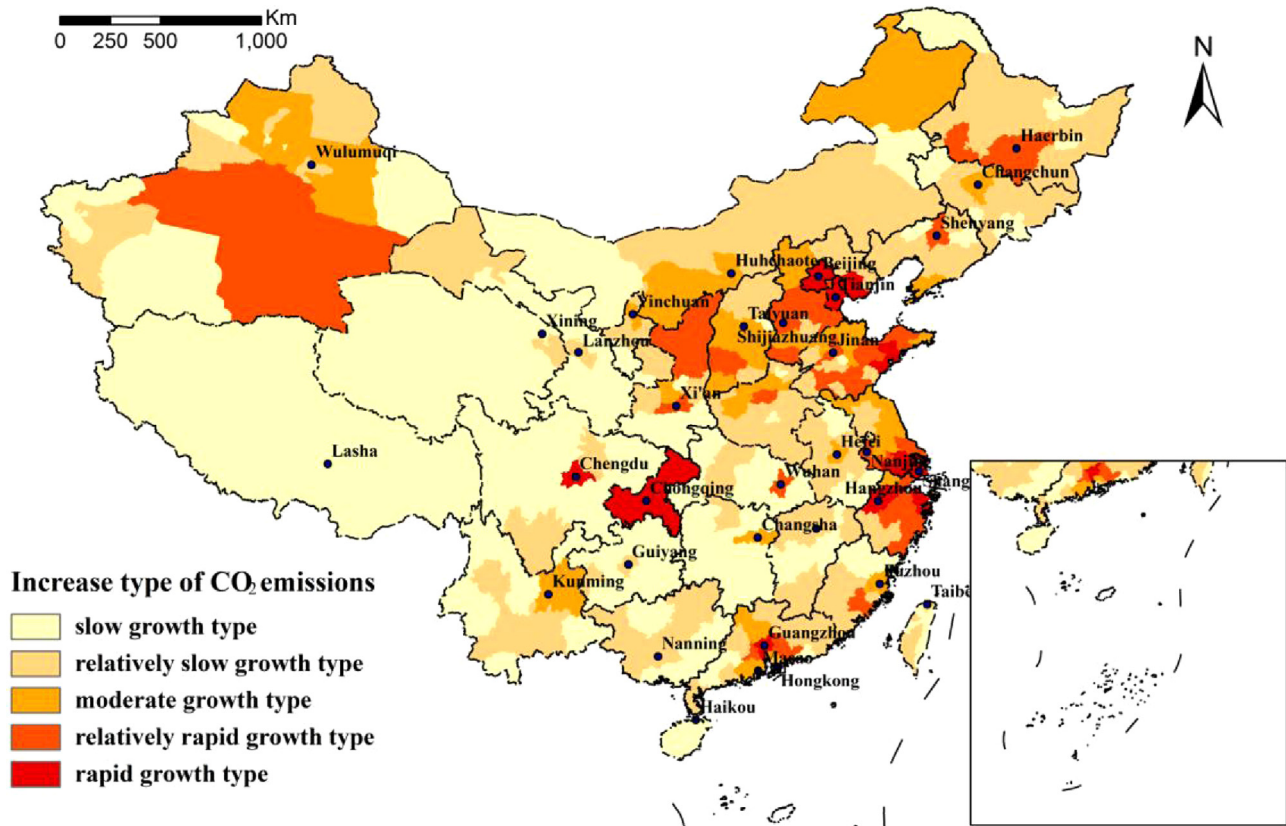 Km
0 250 500 1,000
N
Haerbin
Wulumuqi
Changchun
Shenyang
Huhehaote
Beijing
Tianjin
Yinchuan
Taiyuan
Xining
Shijiazhuang
Jinan
Lanzhou
Xi'an
Hefei
Lasha
Chengdu
Nanjing
Wuhan
Chongqing
Hangzhou
Changsha
Guiyang
Increase type of CO2 emissions
Kunming
Fuzhou
slow growth type
Guangzhou
Nanning
relatively slow growth type
Macao
Hongkong
moderate growth type
Haikou
relatively rapid growth type
rapid growth type